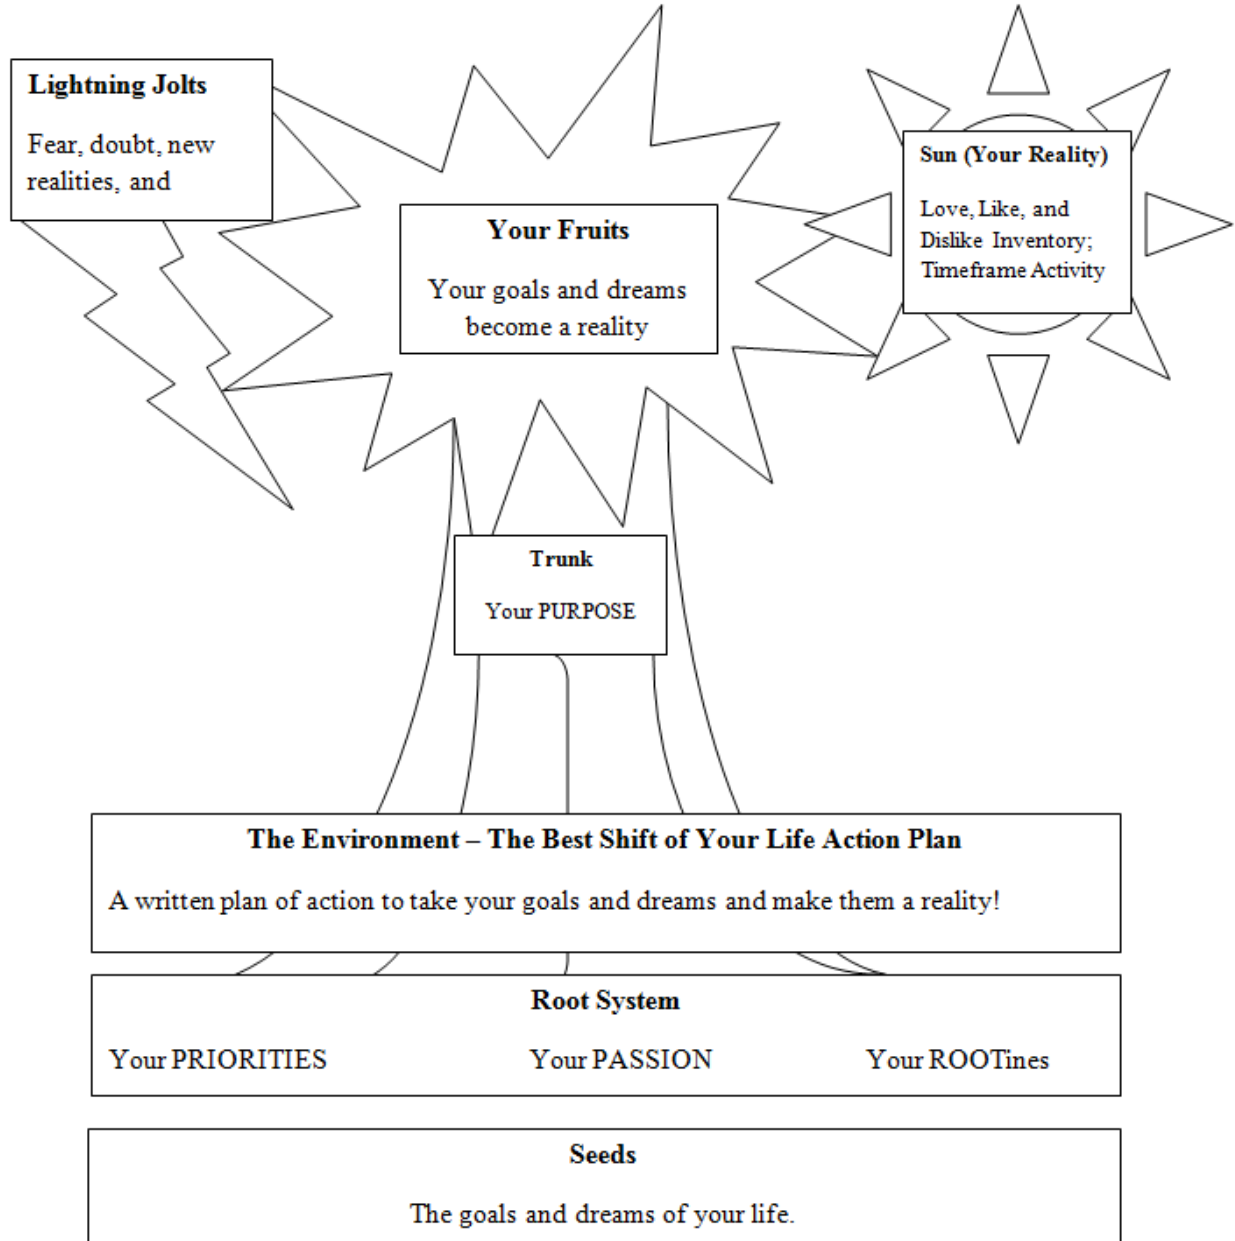 Lightning Jolts
Fear, doubt, new
realities, and
Sun (Your Reality)
Love, Like, and
Dislike Inventory;
Timeframe Activity
Your Fruits
Your goals and dreams
become a reality
Trunk
Your PURPOSE
The Environment – The Best Shift of Your Life Action Plan
A written plan of action to take your goals and dreams and make them a reality!
Root System
Your PRIORITIES Your PASSION Your ROOTines
Seeds
The goals and dreams of your life.